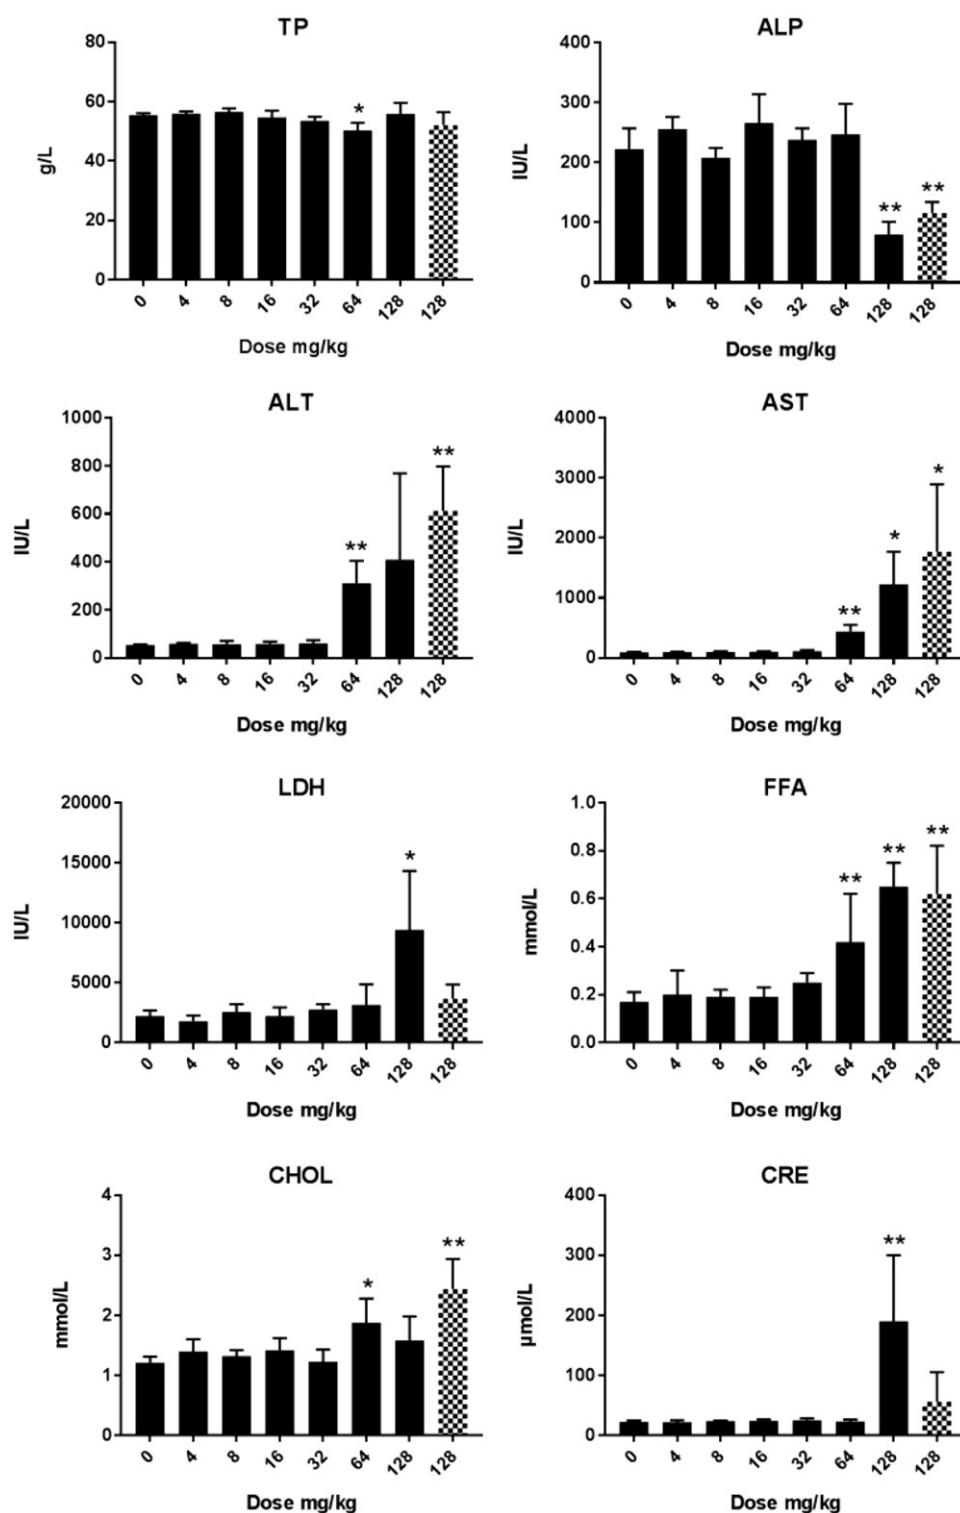 TP
80
60
40
20
0
g/L
*
0 4 8 16 32 64 128 128
Dose mg/kg
ALP
400
300
200
100
0
IU/L
** **
0 4 8 16 32 64 128 128
Dose mg/kg
ALT
1000
800
600
400
200
0
IU/L
** **
0 4 8 16 32 64 128 128
Dose mg/kg
AST
4000
3000
2000
1000
0
IU/L
** * *
0 4 8 16 32 64 128 128
Dose mg/kg
LDH
20000
15000
10000
5000
0
IU/L
*
0 4 8 16 32 64 128 128
Dose mg/kg
FFA
1.0
0.8
0.6
0.4
0.2
0.0
mmol/L
** ** **
0 4 8 16 32 64 128 128
Dose mg/kg
CHOL
4
3
2
1
0
mmol/L
* **
0 4 8 16 32 64 128 128
Dose mg/kg
CRE
400
300
200
100
0
µmol/L
**
0 4 8 16 32 64 128 128
Dose mg/kg